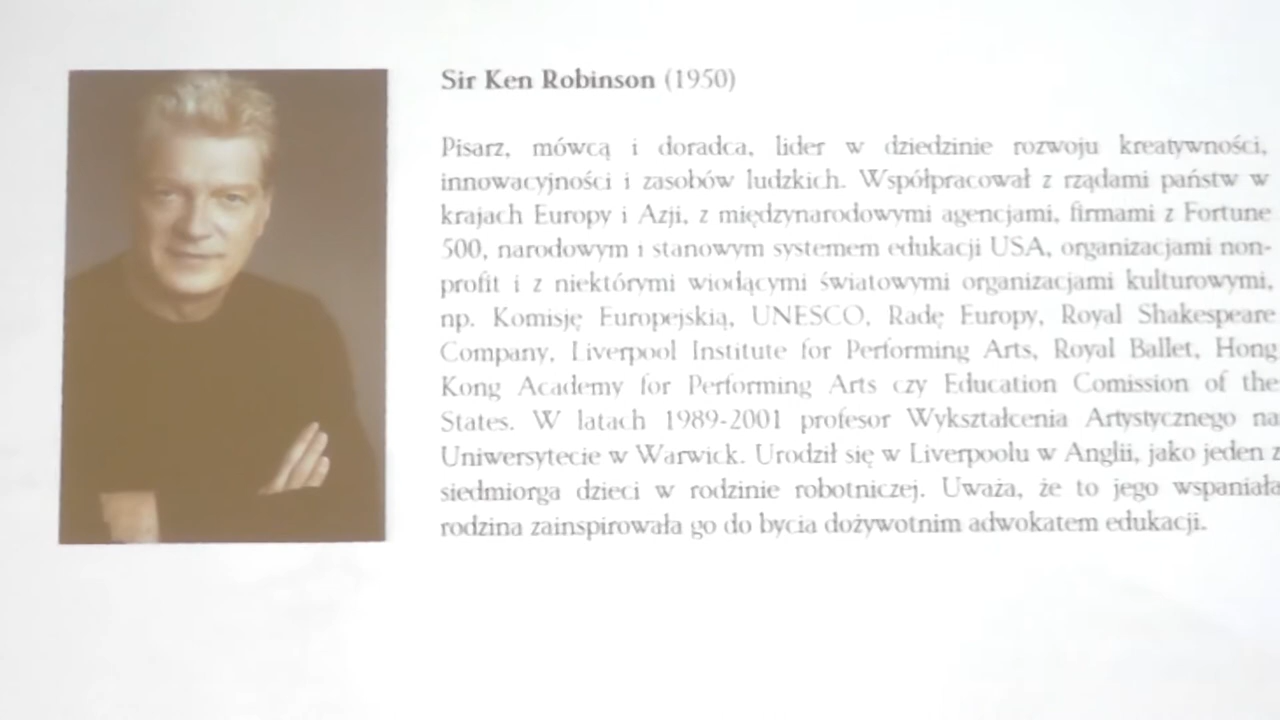 Sir Ken Robinson (1950)
Pisarz, mówcą i doradca, lider w dziedzinie rozwoju kreatywności,
innowacyjności i zasobów ludzkich. Współpracował z rządami państw w
krajach Europy i Azji, z międzynarodowymi agencjami, firmami z Fortune
500, narodowym i stanowym systemem edukacji USA, organizacjami non-
profit i z niektórymi wiodącymi światowymi organizacjami kulturowymi,
np. Komisję Europejskią, UNESCO, Radę Europy, Royal Shakespeare
Company, Liverpool Institute for Performing Arts, Royal Ballet, Hong
Kong Academy for Performing Arts czy Education Comission of the
States. W latach 1989-2001 profesor Wykształcenia Artystycznego na
Uniwersytecie w Warwick. Urodził się w Liverpoolu w Anglii, jako jeden z
siedmiorga dzieci w rodzinie robotniczej. Uważa, że to jego wspaniała
rodzina zainspirowała go do bycia dożywotnim adwokatem edukacji.